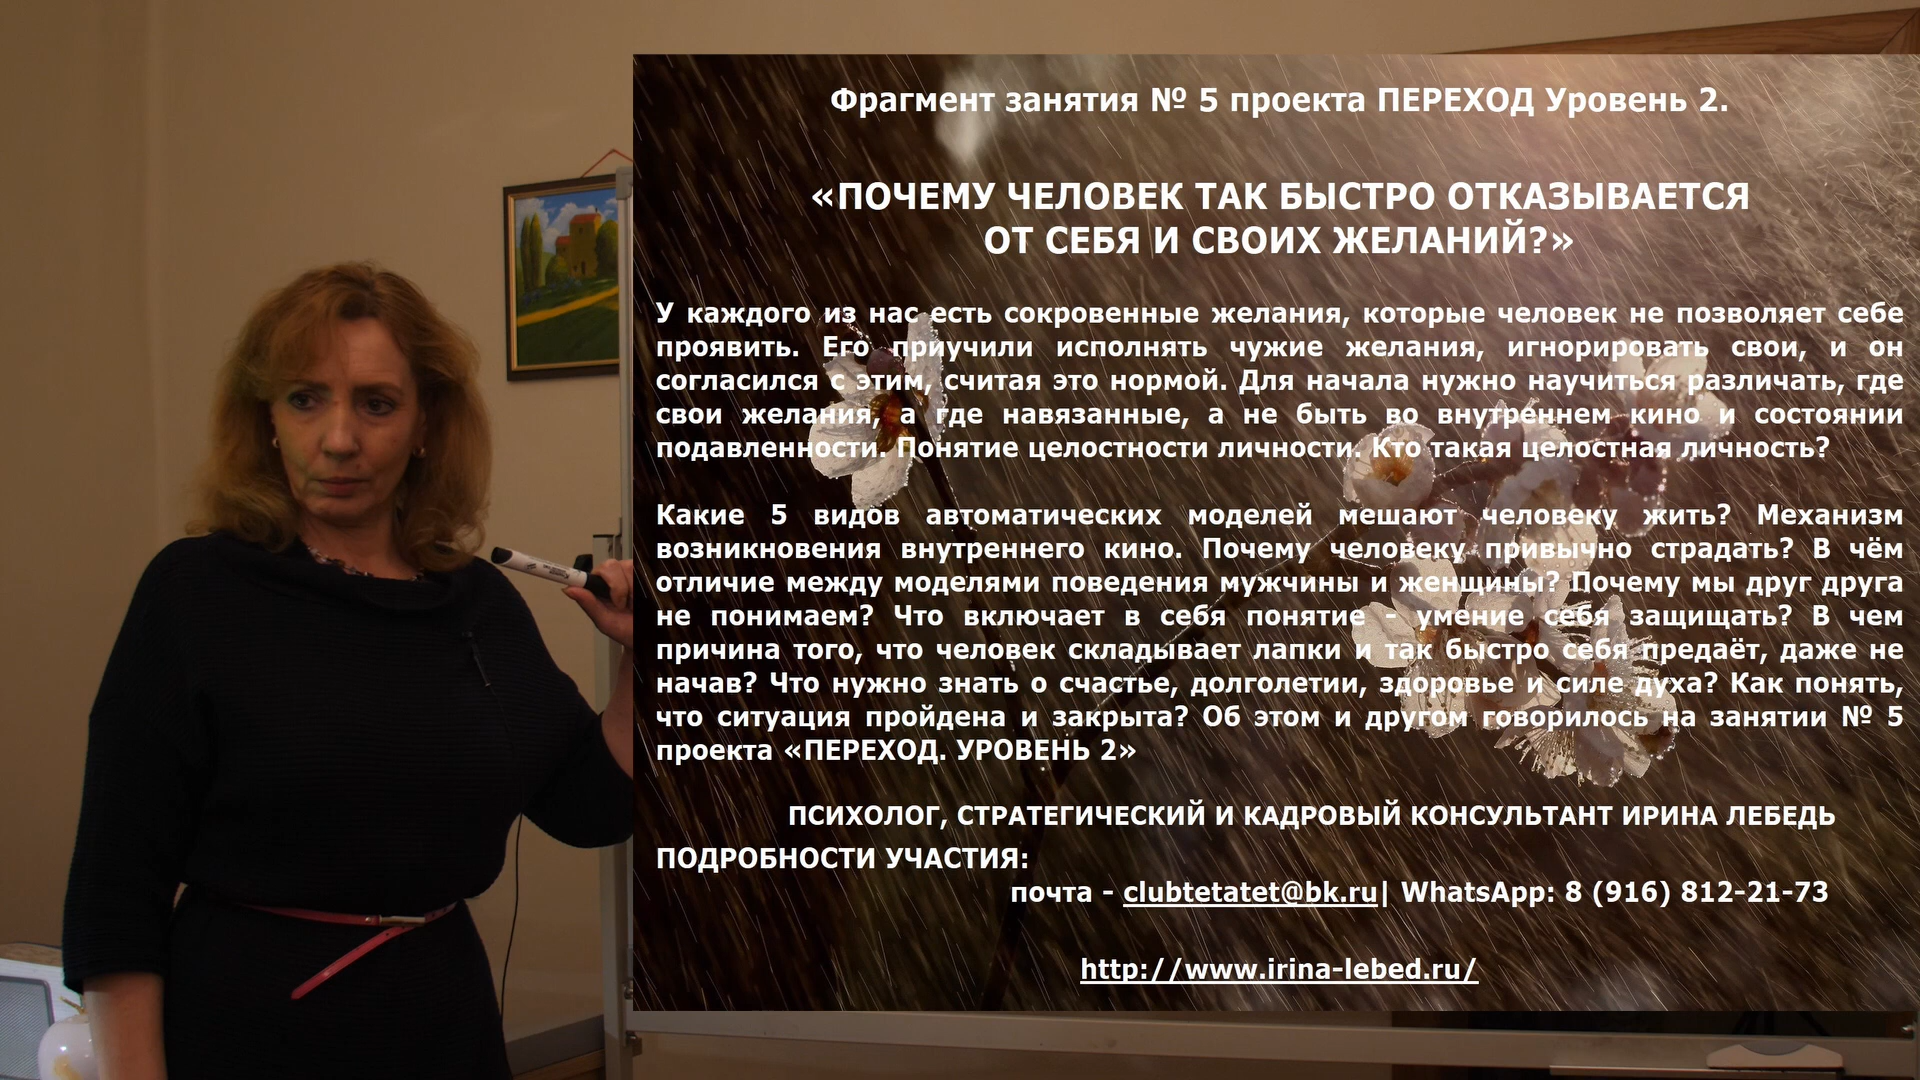 Фрагмент занятия № 5 проекта ПЕРЕХОД Уровень 2.
«ПОЧЕМУ ЧЕЛОВЕК ТАК БЫСТРО ОТКАЗЫВАЕТСЯ
ОТ СЕБЯ И СВОИХ ЖЕЛАНИЙ?»
У каждого из нас есть сокровенные желания, которые человек не позволяет себе
проявить. Его приучили исполнять чужие желания, игнорировать свои, и он
согласился с этим, считая это нормой. Для начала нужно научиться различать, где
свои желания, а где навязанные, а не быть во внутреннем кино и состоянии
подавленности. Понятие целостности личности. Кто такая целостная личность?
Какие 5 видов автоматических моделей мешают человеку жить? Механизм
возникновения внутреннего кино. Почему человеку привычно страдать? В чём
отличие между моделями поведения мужчины и женщины? Почему мы друг друга
не понимаем? Что включает в себя понятие - умение себя защищать? В чем
причина того, что человек складывает лапки и так быстро себя предаёт, даже не
начав? Что нужно знать о счастье, долголетии, здоровье и силе духа? Как понять,
что ситуация пройдена и закрыта? Об этом и другом говорилось на занятии № 5
проекта «ПЕРЕХОД. УРОВЕНЬ 2»
ПСИХОЛОГ, СТРАТЕГИЧЕСКИЙ И КАДРОВЫЙ КОНСУЛЬТАНТ ИРИНА ЛЕБЕДЬ
ПОДРОБНОСТИ УЧАСТИЯ:
почта - clubtetatet@bk.ru| WhatsApp: 8 (916) 812-21-73
http://www.irina-lebed.ru/